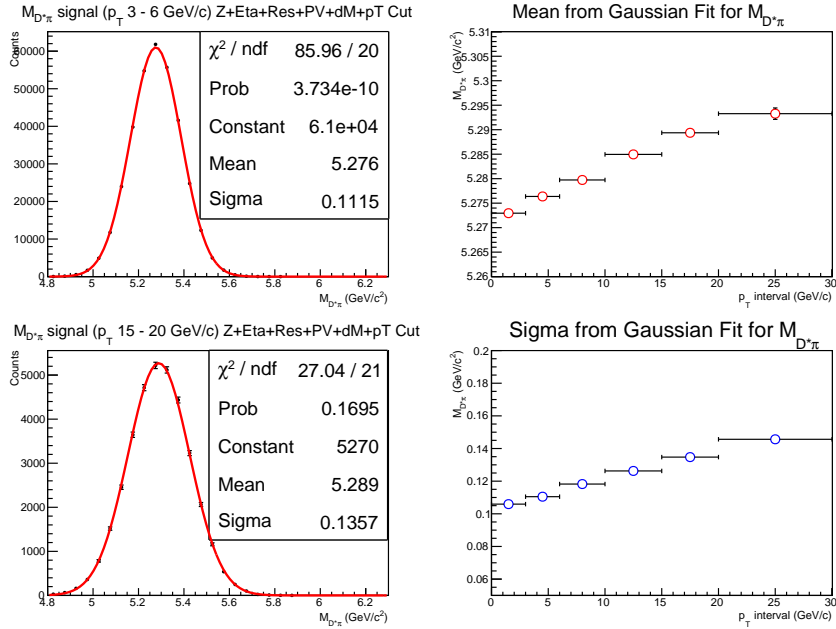 M_{D*π} signal (p_T 3 - 6 GeV/c) Z+Eta+Res+PV+dM+pT Cut
Counts
60000
50000
40000
30000
20000
10000
0
χ² / ndf 85.96 / 20
Prob 3.734e-10
Constant 6.1e+04
Mean 5.276
Sigma 0.1115
4.8 5 5.2 5.4 5.6 5.8 6 6.2
M_{D*π} (GeV/c²)
Mean from Gaussian Fit for M_{D*π}
M_{D*π} (GeV/c²)
5.31
5.305
5.3
5.295
5.29
5.285
5.28
5.275
5.27
5.265
5.26
0 5 10 15 20 25 30
p_T interval (GeV/c)
M_{D*π} signal (p_T 15 - 20 GeV/c) Z+Eta+Res+PV+dM+pT Cut
Counts
5000
4000
3000
2000
1000
0
χ² / ndf 27.04 / 21
Prob 0.1695
Constant 5270
Mean 5.289
Sigma 0.1357
4.8 5 5.2 5.4 5.6 5.8 6 6.2
M_{D*π} (GeV/c²)
Sigma from Gaussian Fit for M_{D*π}
M_{D*π} (GeV/c²)
0.2
0.18
0.16
0.14
0.12
0.1
0.08
0.06
0 5 10 15 20 25 30
p_T interval (GeV/c)